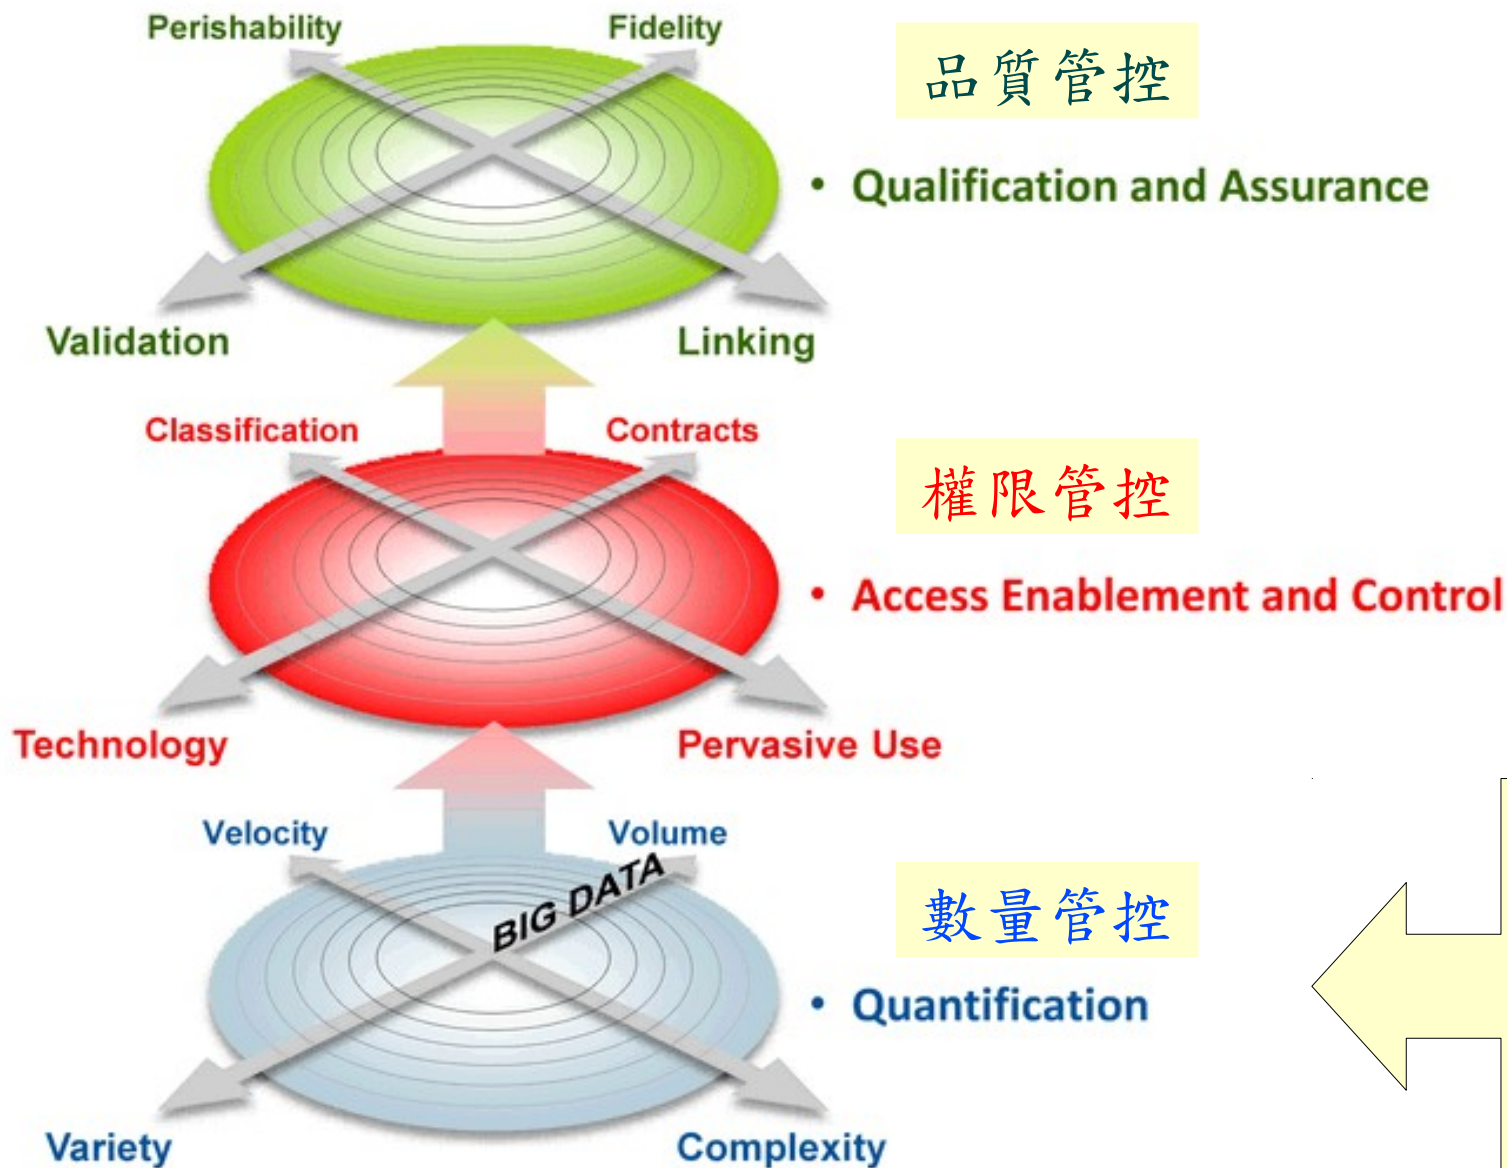 Perishability Fidelity
品質管控
• Qualification and Assurance
Validation Linking
Classification Contracts
權限管控
• Access Enablement and Control
Technology Pervasive Use
Velocity Volume
BIG DATA
數量管控
• Quantification
Variety Complexity